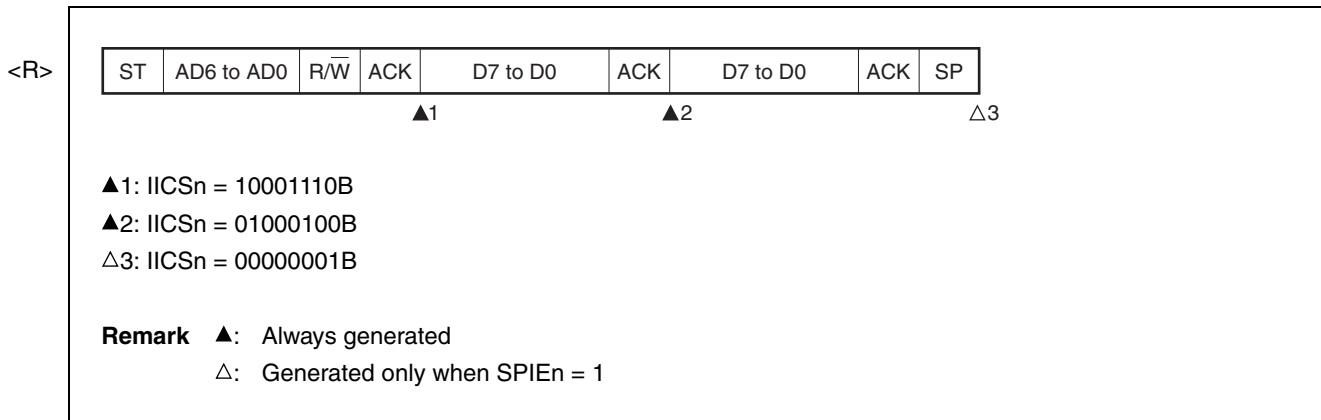 <R>
ST AD6 to AD0 R/W̅ ACK D7 to D0 ACK D7 to D0 ACK SP
▲1 ▲2 △3
▲1: IICSn = 10001110B
▲2: IICSn = 01000100B
△3: IICSn = 00000001B
Remark ▲: Always generated
△: Generated only when SPIEn = 1